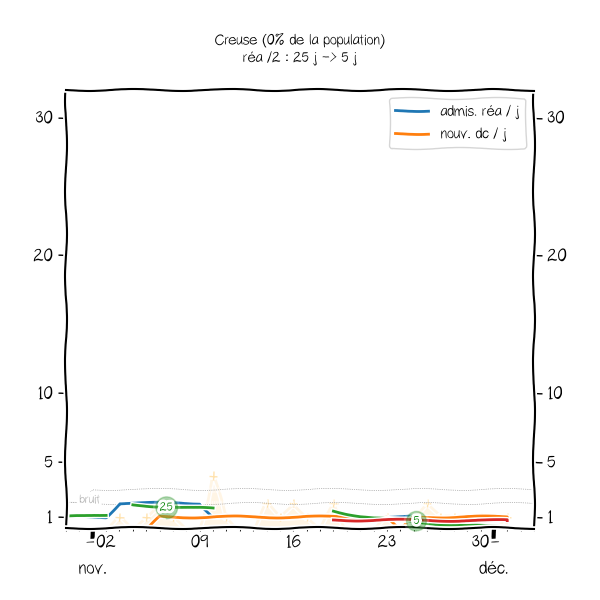 Creuse (0% de la population)
réa /2 : 25 j -> 5 j
admis. réa / j
nouv. dc / j
30
30
20
20
10
10
5
5
bruit
25
5
1
1
02
09
16
23
30
nov.
déc.